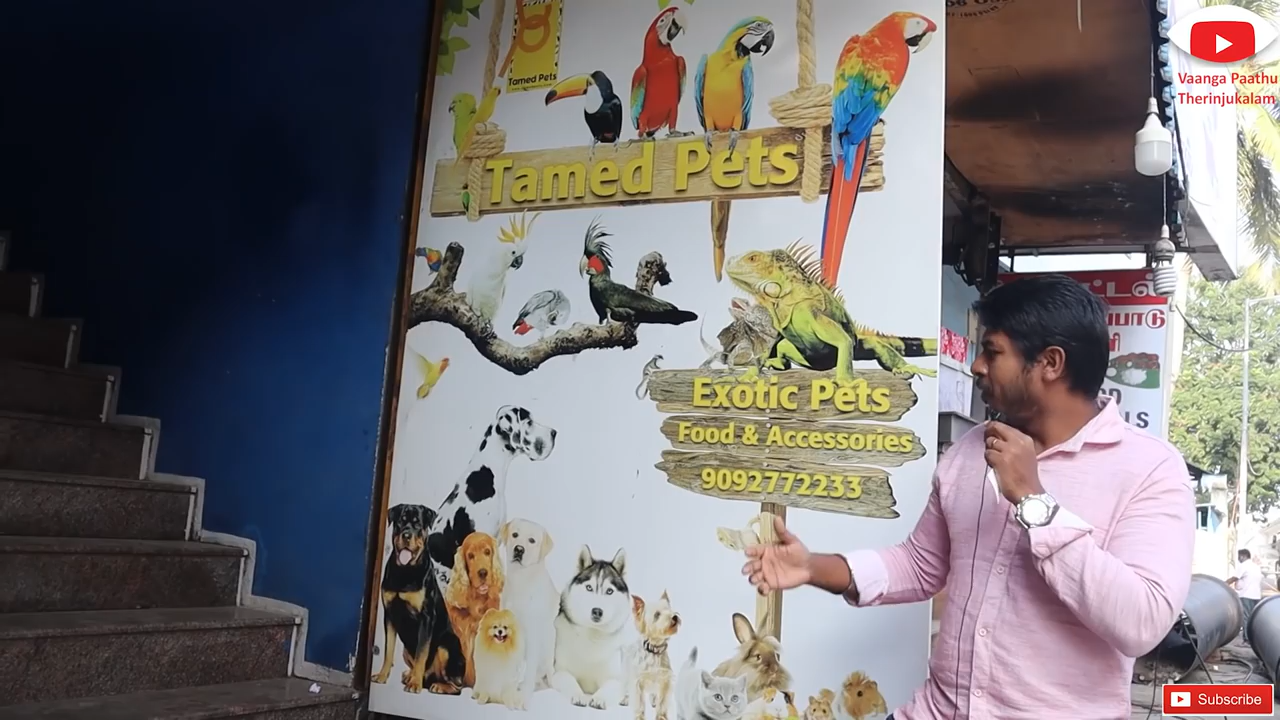 Tamed Pets
Vaanga Paathu
Therinjukalam
Tamed Pets
Exotic Pets
Food & Accessories
9092772233
Subscribe